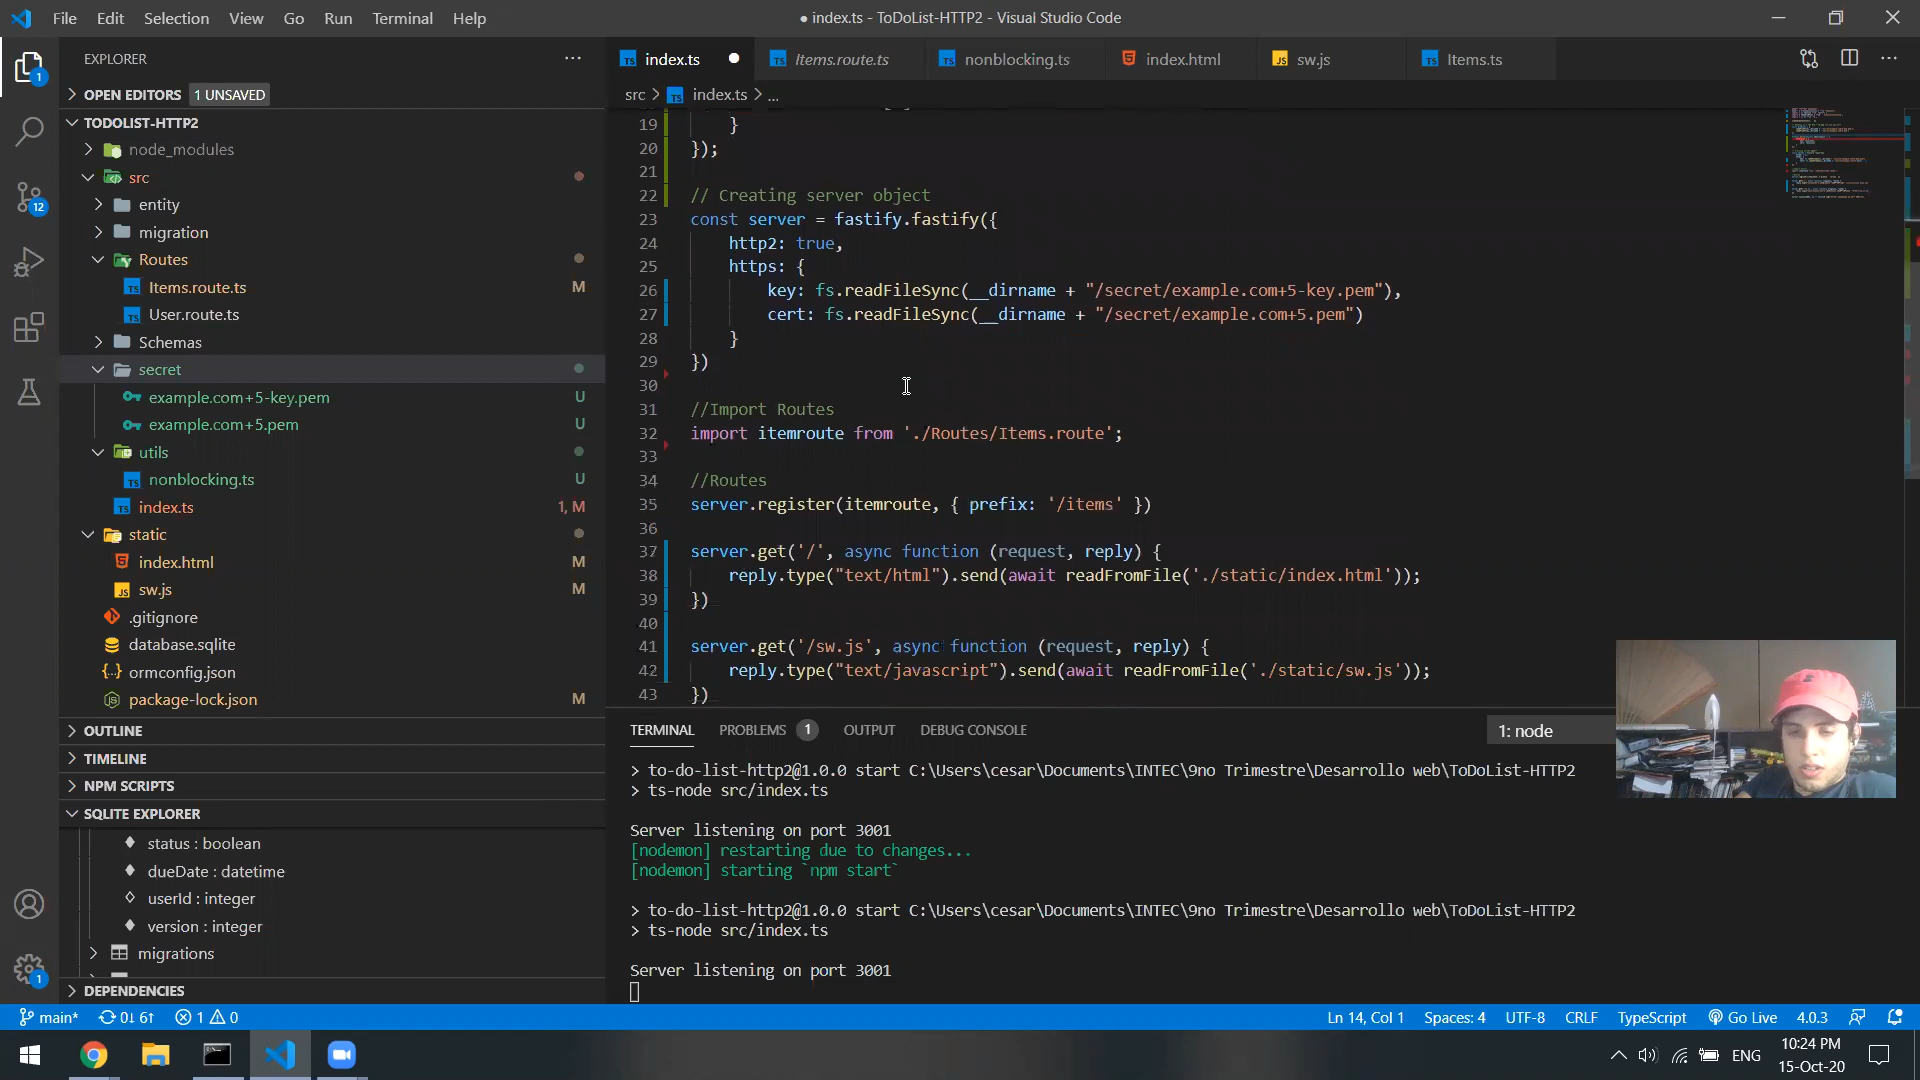 File Edit Selection View Go Run Terminal Help
● index.ts - ToDoList-HTTP2 - Visual Studio Code
EXPLORER
OPEN EDITORS 1 UNSAVED
TODOLIST-HTTP2
node_modules
src
entity
migration
Routes
TS Items.route.ts M
TS User.route.ts
Schemas
secret
example.com+5-key.pem U
example.com+5.pem U
utils
TS nonblocking.ts U
TS index.ts 1, M
static
index.html M
sw.js M
.gitignore
database.sqlite
ormconfig.json
package-lock.json M
OUTLINE
TIMELINE
NPM SCRIPTS
SQLITE EXPLORER
status : boolean
dueDate : datetime
userId : integer
version : integer
migrations
DEPENDENCIES
1
12
1
TS index.ts ● TS Items.route.ts TS nonblocking.ts index.html JS sw.js TS Items.ts
src > TS index.ts > ...
19 }
20 });
21
22 // Creating server object
23 const server = fastify.fastify({
24 http2: true,
25 https: {
26 key: fs.readFileSync(__dirname + "/secret/example.com+5-key.pem"),
27 cert: fs.readFileSync(__dirname + "/secret/example.com+5.pem")
28 }
29 })
30
31 //Import Routes
32 import itemroute from './Routes/Items.route';
33
34 //Routes
35 server.register(itemroute, { prefix: '/items' })
36
37 server.get('/', async function (request, reply) {
38 reply.type("text/html").send(await readFromFile('./static/index.html'));
39 })
40
41 server.get('/sw.js', async function (request, reply) {
42 reply.type("text/javascript").send(await readFromFile('./static/sw.js'));
43 })
TERMINAL PROBLEMS 1 OUTPUT DEBUG CONSOLE 1: node
> to-do-list-http2@1.0.0 start C:\Users\cesar\Documents\INTEC\9no Trimestre\Desarrollo web\ToDoList-HTTP2
> ts-node src/index.ts
Server listening on port 3001
[nodemon] restarting due to changes...
[nodemon] starting `npm start`
> to-do-list-http2@1.0.0 start C:\Users\cesar\Documents\INTEC\9no Trimestre\Desarrollo web\ToDoList-HTTP2
> ts-node src/index.ts
Server listening on port 3001
main* 0↓ 6↑ 1 0 Ln 14, Col 1 Spaces: 4 UTF-8 CRLF TypeScript Go Live 4.0.3
ENG
10:24 PM
15-Oct-20